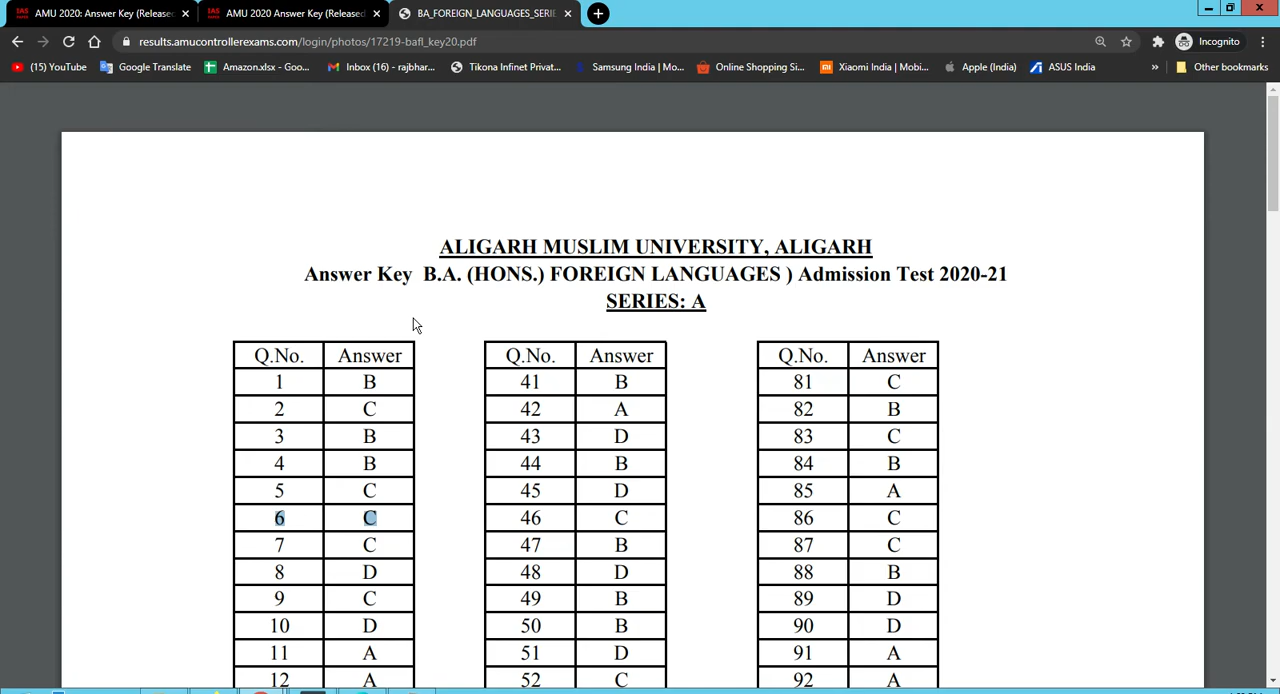 AMU 2020: Answer Key (Released
AMU 2020 Answer Key (Released
BA_FOREIGN_LANGUAGES_SERIE
results.amucontrollerexams.com/login/photos/17219-bafl_key20.pdf
Incognito
(15) YouTube
Google Translate
Amazon.xlsx - Goo...
Inbox (16) - rajbhar...
Tikona Infinet Privat...
Samsung India | Mo...
Online Shopping Si...
Xiaomi India | Mobi...
Apple (India)
ASUS India
»
Other bookmarks
ALIGARH MUSLIM UNIVERSITY, ALIGARH
Answer Key B.A. (HONS.) FOREIGN LANGUAGES ) Admission Test 2020-21
SERIES: A
Q.No. Answer Q.No. Answer Q.No. Answer
1 B 41 B 81 C
2 C 42 A 82 B
3 B 43 D 83 C
4 B 44 B 84 B
5 C 45 D 85 A
6 C 46 C 86 C
7 C 47 B 87 C
8 D 48 D 88 B
9 C 49 B 89 D
10 D 50 B 90 D
11 A 51 D 91 A
12 A 52 C 92 A